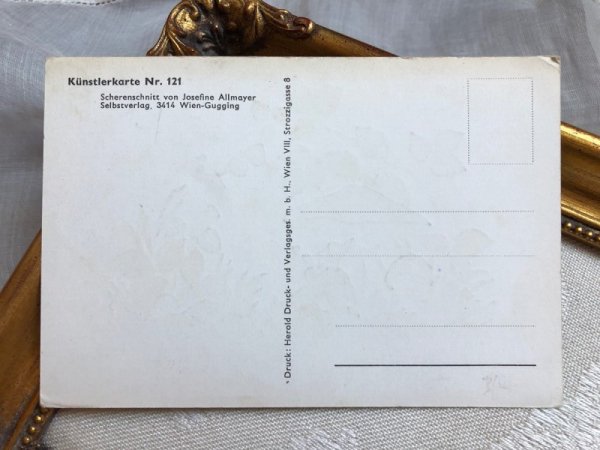 Künstlerkarte Nr. 121
Scherenschnitt von Josefine Allmayer
Selbstverlag, 3414 Wien-Gugging
Druck: Herold Druck- und Verlagsges. m. b. H., Wien VIII, Strozzigasse 8